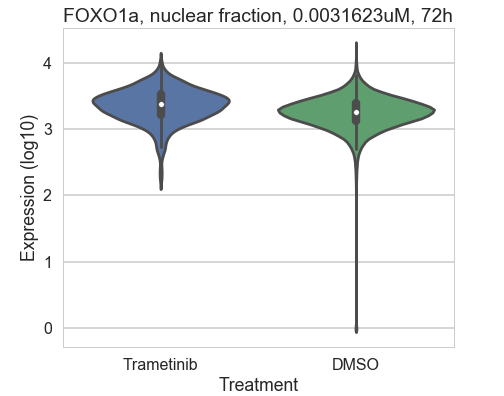 FOXO1a, nuclear fraction, 0.0031623uM, 72h
4
3
2
1
0
Expression (log10)
Trametinib
DMSO
Treatment